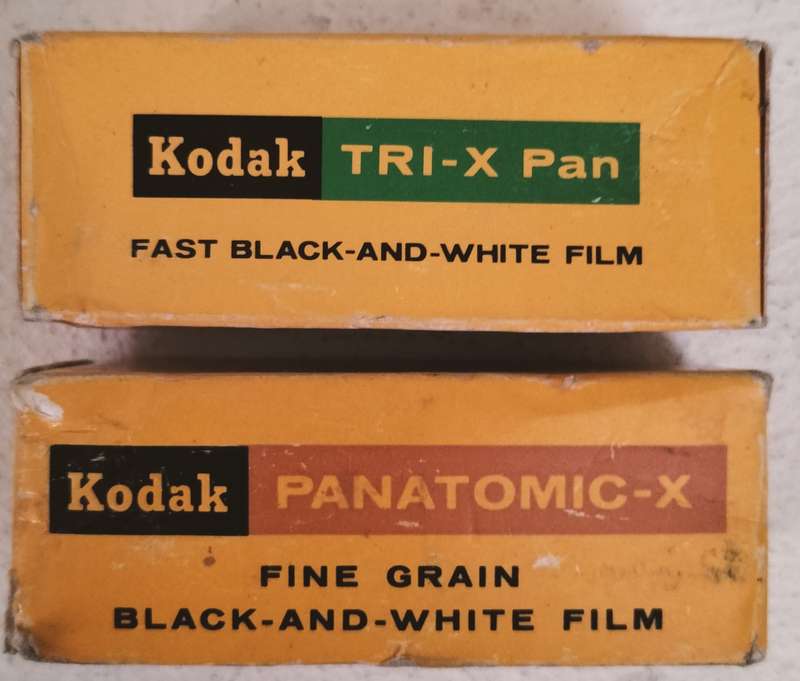 Kodak TRI-X Pan
FAST BLACK-AND-WHITE FILM
Kodak PANATOMIC-X
FINE GRAIN
BLACK-AND-WHITE FILM